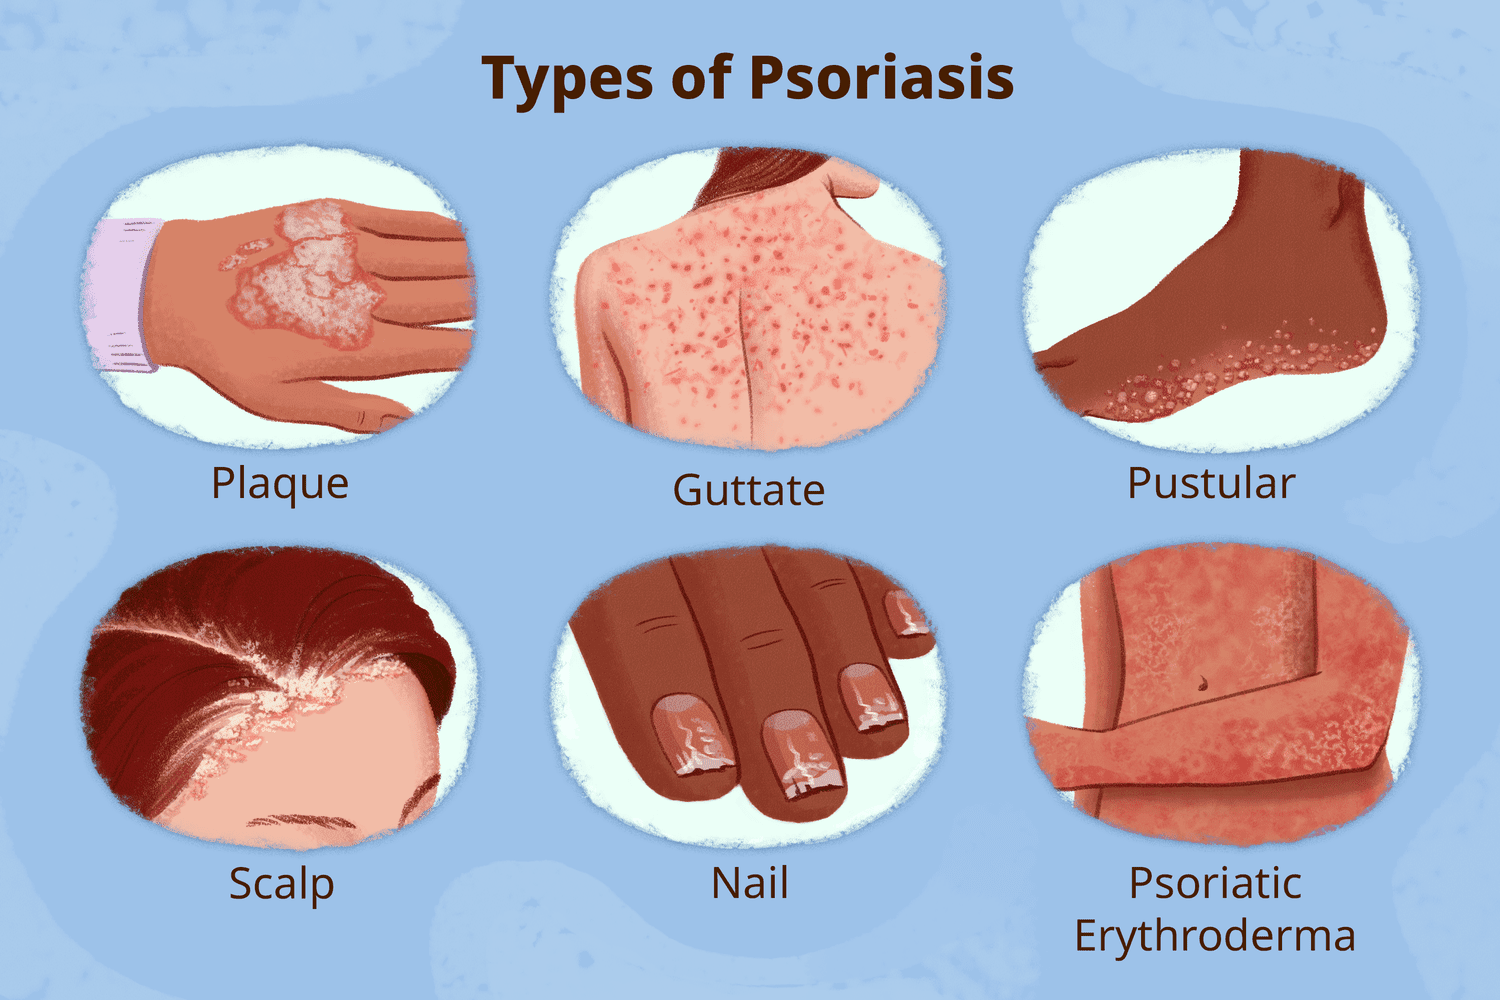 Types of Psoriasis
Plaque
Guttate
Pustular
Scalp
Nail
Psoriatic
Erythroderma